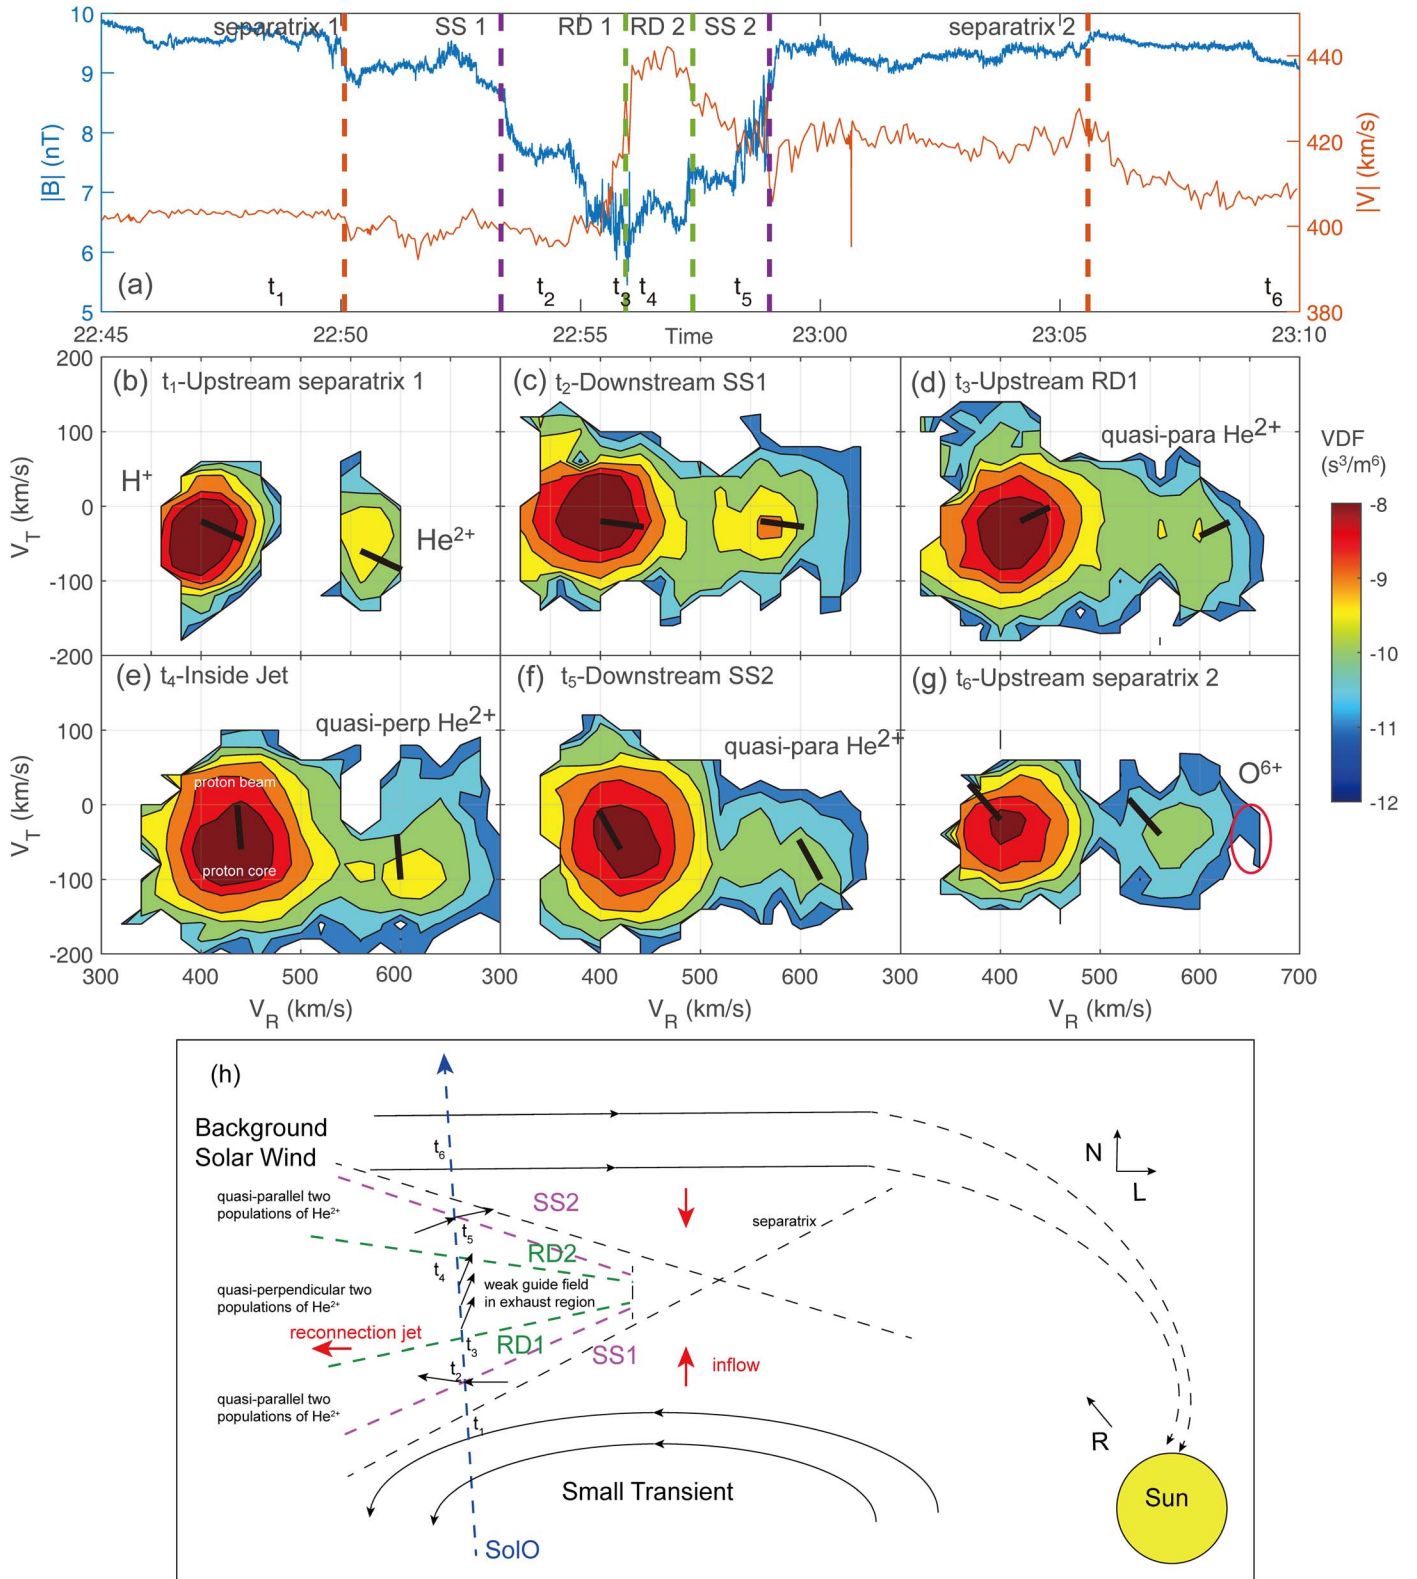 separatrix 1 SS 1 RD 1 RD 2 SS 2 separatrix 2
10
9
8
7
6
5
|B| (nT)
440
420
400
380
|V| (km/s)
(a) t1 t2 t3 t4 t5 t6
22:45 22:50 22:55 Time 23:00 23:05 23:10
(b) t1-Upstream separatrix 1
H+
He2+
(c) t2-Downstream SS1
(d) t3-Upstream RD1
quasi-para He2+
200
100
0
-100
-200
VT (km/s)
VDF
(s3/m6)
-8
-9
-10
-11
-12
(e) t4-Inside Jet
quasi-perp He2+
proton beam
proton core
(f) t5-Downstream SS2
quasi-para He2+
(g) t6-Upstream separatrix 2
O6+
100
0
-100
-200
VT (km/s)
300 400 500 600 300 400 500 600 300 400 500 600 700
VR (km/s) VR (km/s) VR (km/s)
(h)
Background
Solar Wind
t6
N
L
quasi-parallel two
populations of He2+
SS2
separatrix
t5
RD2
t4
quasi-perpendicular two
populations of He2+
weak guide field
in exhaust region
reconnection jet
RD1
t3
SS1
inflow
t2
quasi-parallel two
populations of He2+
t1
R
Small Transient
Sun
SolO